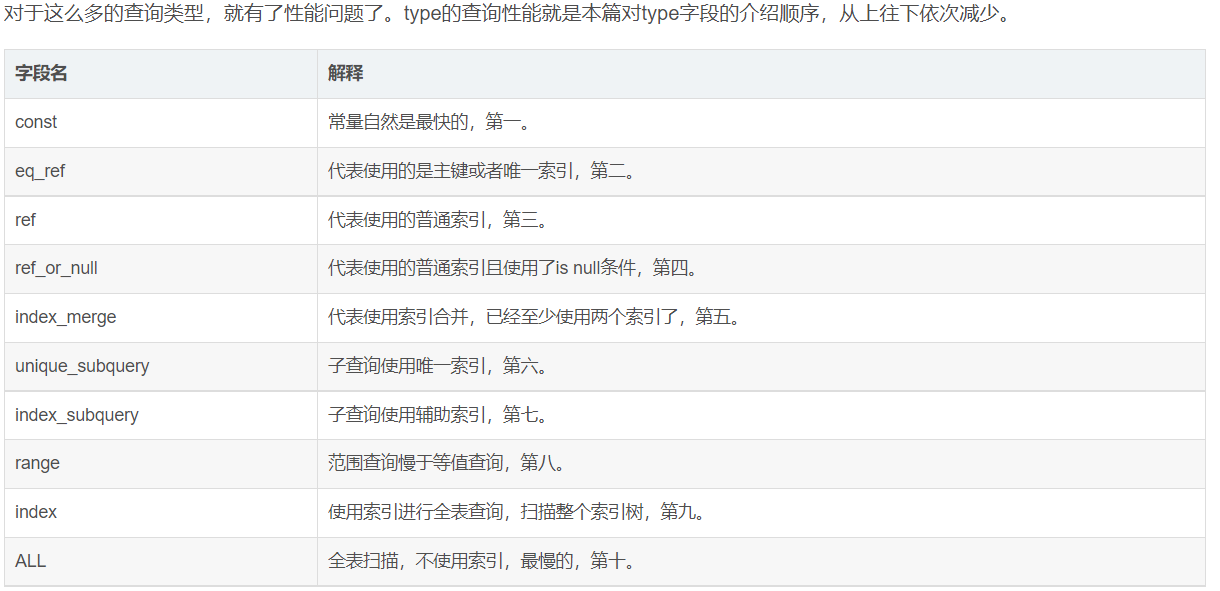 对于这么多的查询类型，就有了性能问题了。type的查询性能就是本篇对type字段的介绍顺序，从上往下依次减少。
字段名 解释
const 常量自然是最快的，第一。
eq_ref 代表使用的是主键或者唯一索引，第二。
ref 代表使用的普通索引，第三。
ref_or_null 代表使用的普通索引且使用了is null条件，第四。
index_merge 代表使用索引合并，已经至少使用两个索引了，第五。
unique_subquery 子查询使用唯一索引，第六。
index_subquery 子查询使用辅助索引，第七。
range 范围查询慢于等值查询，第八。
index 使用索引进行全表查询，扫描整个索引树，第九。
ALL 全表扫描，不使用索引，最慢的，第十。